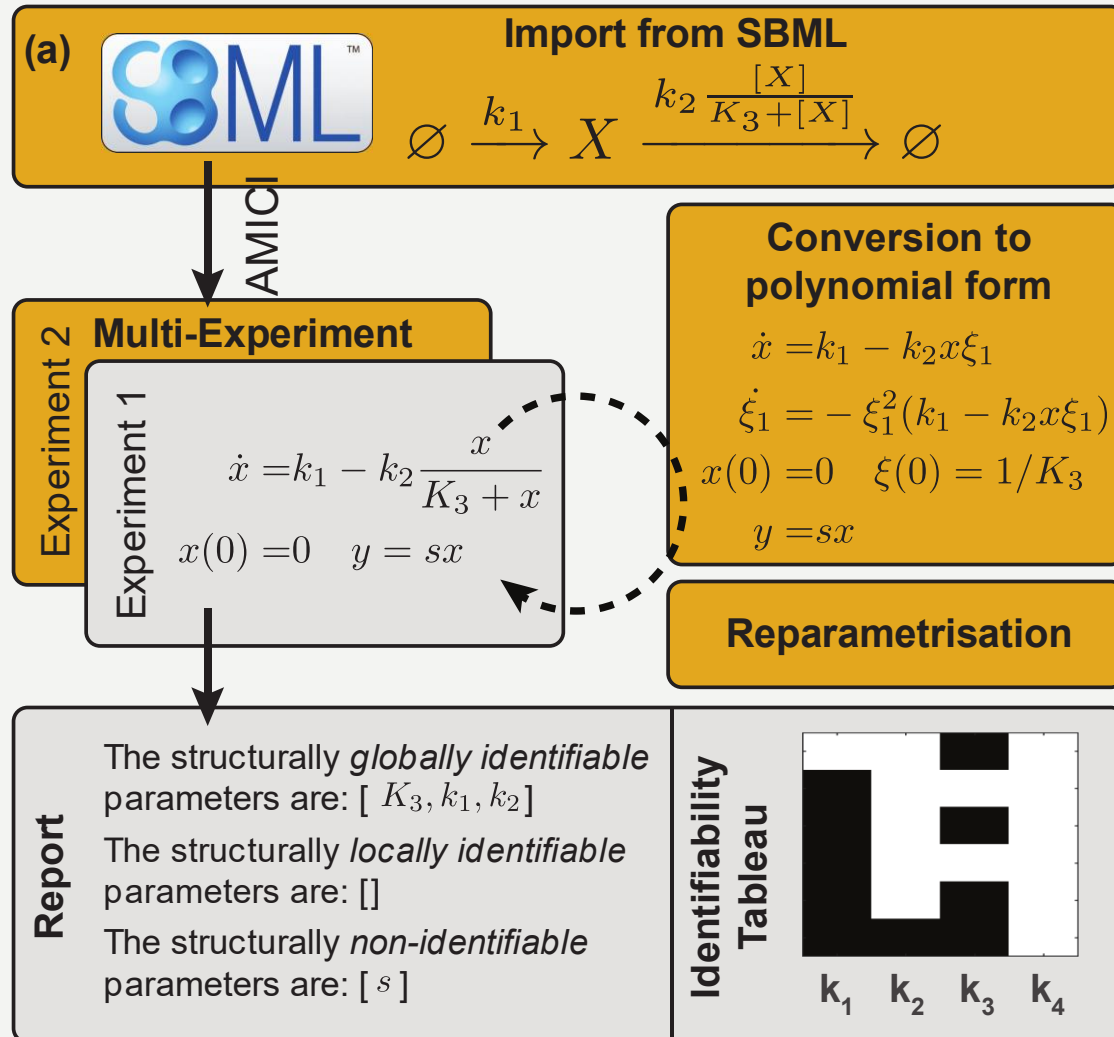 (a)
SBML™
Import from SBML
∅ —k₁→ X —k₂ [X]/(K₃+[X])→ ∅
AMICI
Experiment 2
Multi-Experiment
Experiment 1
ẋ =k₁ − k₂ x/(K₃ + x)
x(0) =0 y = sx
Conversion to
polynomial form
ẋ =k₁ − k₂xξ₁
ξ̇₁ = − ξ₁²(k₁ − k₂xξ₁)
x(0) =0 ξ(0) = 1/K₃
y =sx
Reparametrisation
Report
The structurally globally identifiable
parameters are: [ K₃, k₁, k₂]
The structurally locally identifiable
parameters are: []
The structurally non-identifiable
parameters are: [ s ]
Identifiability
Tableau
k₁ k₂ k₃ k₄